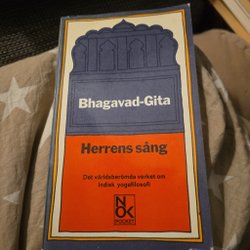 Bhagavad-Gita
Herrens sång
Det världsberömda verket om
indisk yogafilosofi
NOK
POCKET